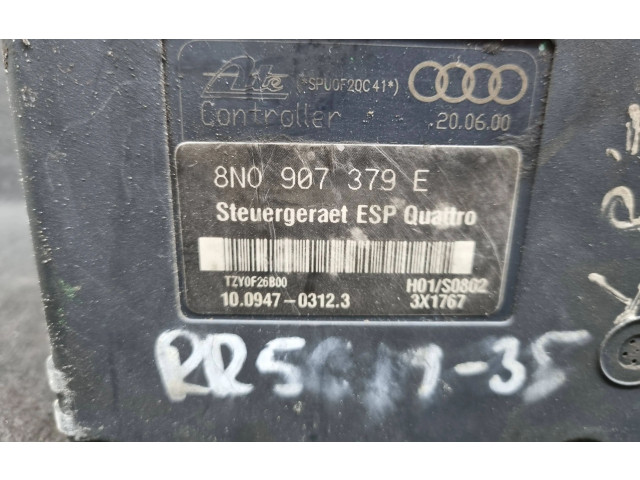 Ate (*SPU0F2QC41*)
Controller 20.06.00
8N0 907 379 E
Steuergeraet ESP Quattro
TZY0F26B00 H01/S0802
10.0947-0312.3 3X1767